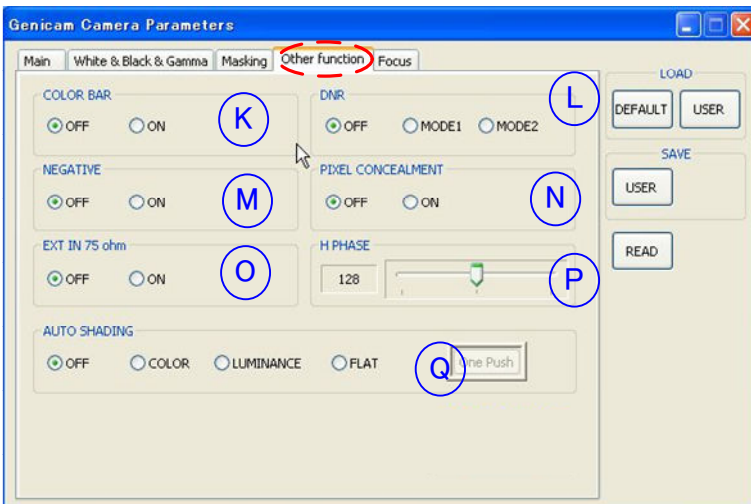 Genicam Camera Parameters
Main White & Black & Gamma Masking Other function Focus
COLOR BAR
OFF ON
K
DNR
OFF MODE1 MODE2
L
NEGATIVE
OFF ON
M
PIXEL CONCEALMENT
OFF ON
N
EXT IN 75 ohm
OFF ON
O
H PHASE
128
P
AUTO SHADING
OFF COLOR LUMINANCE FLAT
Q
One Push
LOAD
DEFAULT USER
SAVE
USER
READ